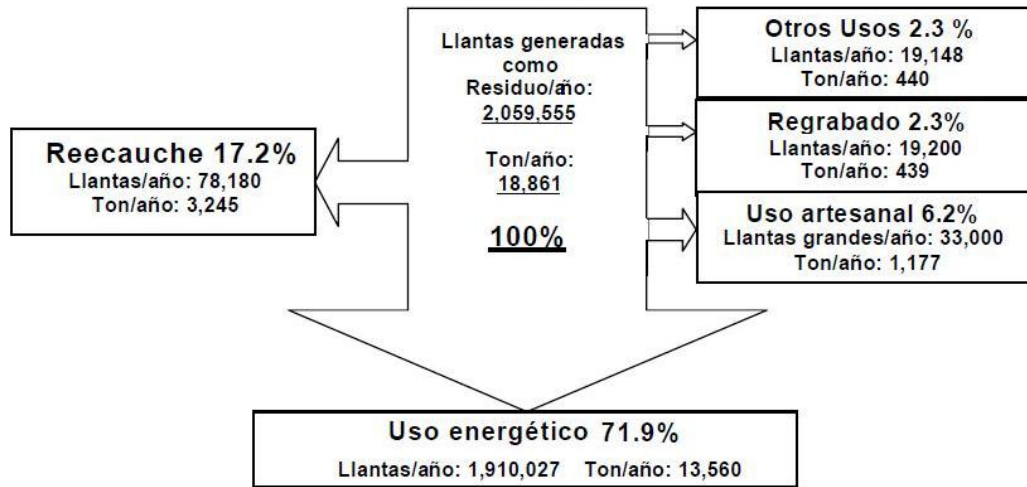 Llantas generadas
como
Residuo/año:
2,059,555
Ton/año:
18,861
100%
Otros Usos 2.3 %
Llantas/año: 19,148
Ton/año: 440
Regrabado 2.3%
Llantas/año: 19,200
Ton/año: 439
Uso artesanal 6.2%
Llantas grandes/año: 33,000
Ton/año: 1,177
Reecauche 17.2%
Llantas/año: 78,180
Ton/año: 3,245
Uso energético 71.9%
Llantas/año: 1,910,027 Ton/año: 13,560